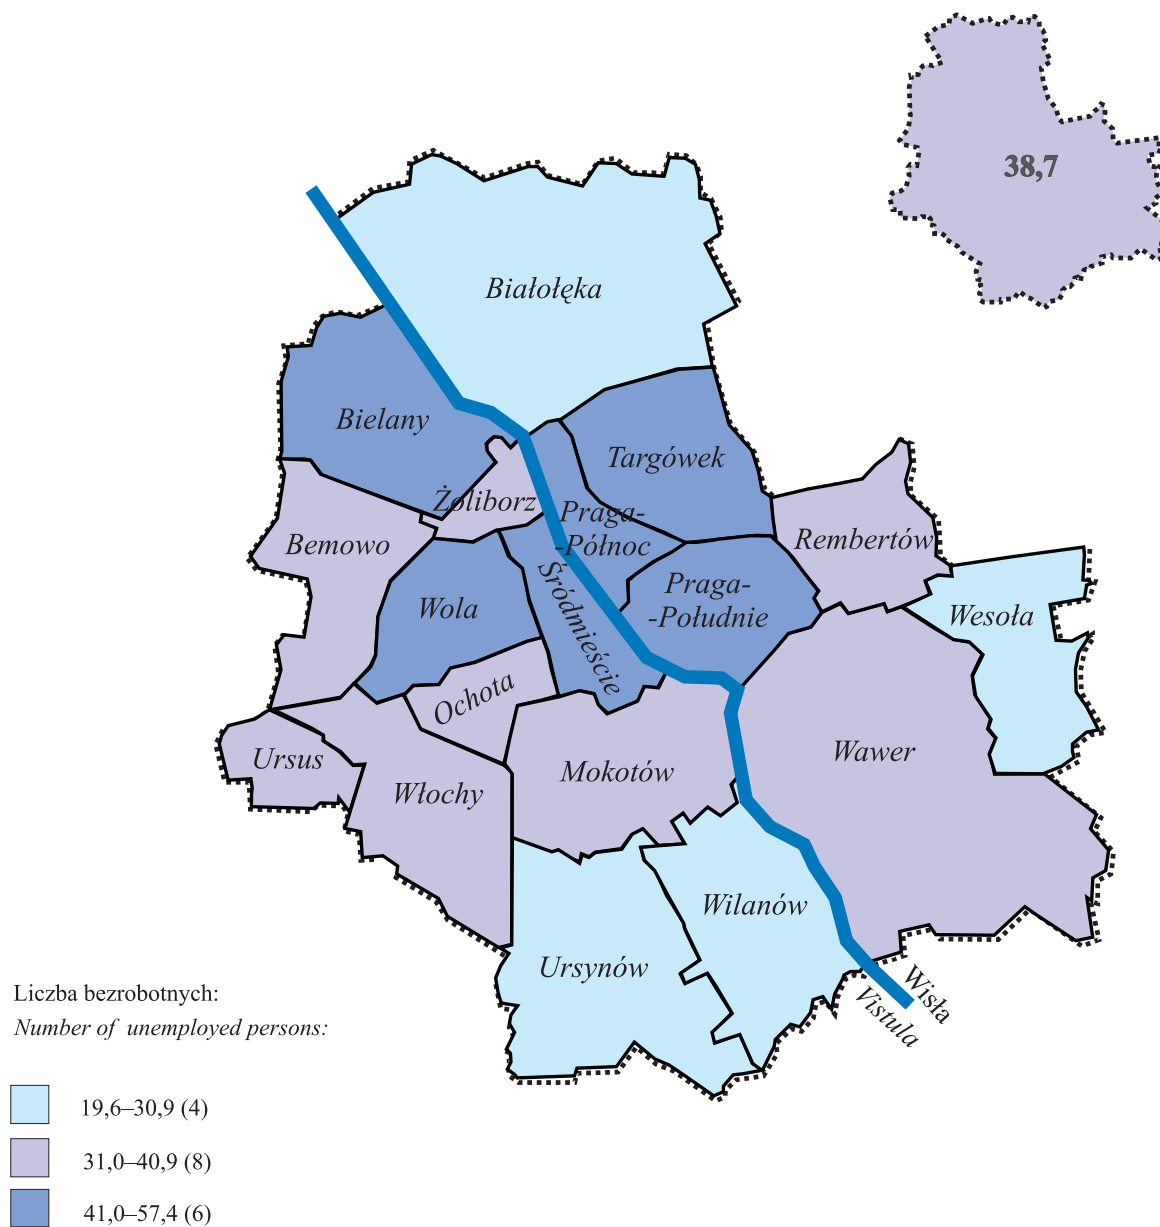 38,7
Białołęka
Bielany
Targówek
Żoliborz
Praga-
-Północ
Rembertów
Bemowo
Śródmieście
Praga-
-Południe
Wola
Wesoła
Ochota
Ursus
Włochy
Mokotów
Wawer
Wilanów
Ursynów
Wisła
Vistula
Liczba bezrobotnych:
Number of unemployed persons:
19,6–30,9 (4)
31,0–40,9 (8)
41,0–57,4 (6)